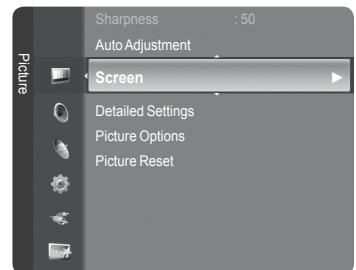 Picture
Sharpness : 50
Auto Adjustment
Screen
Detailed Settings
Picture Options
Picture Reset